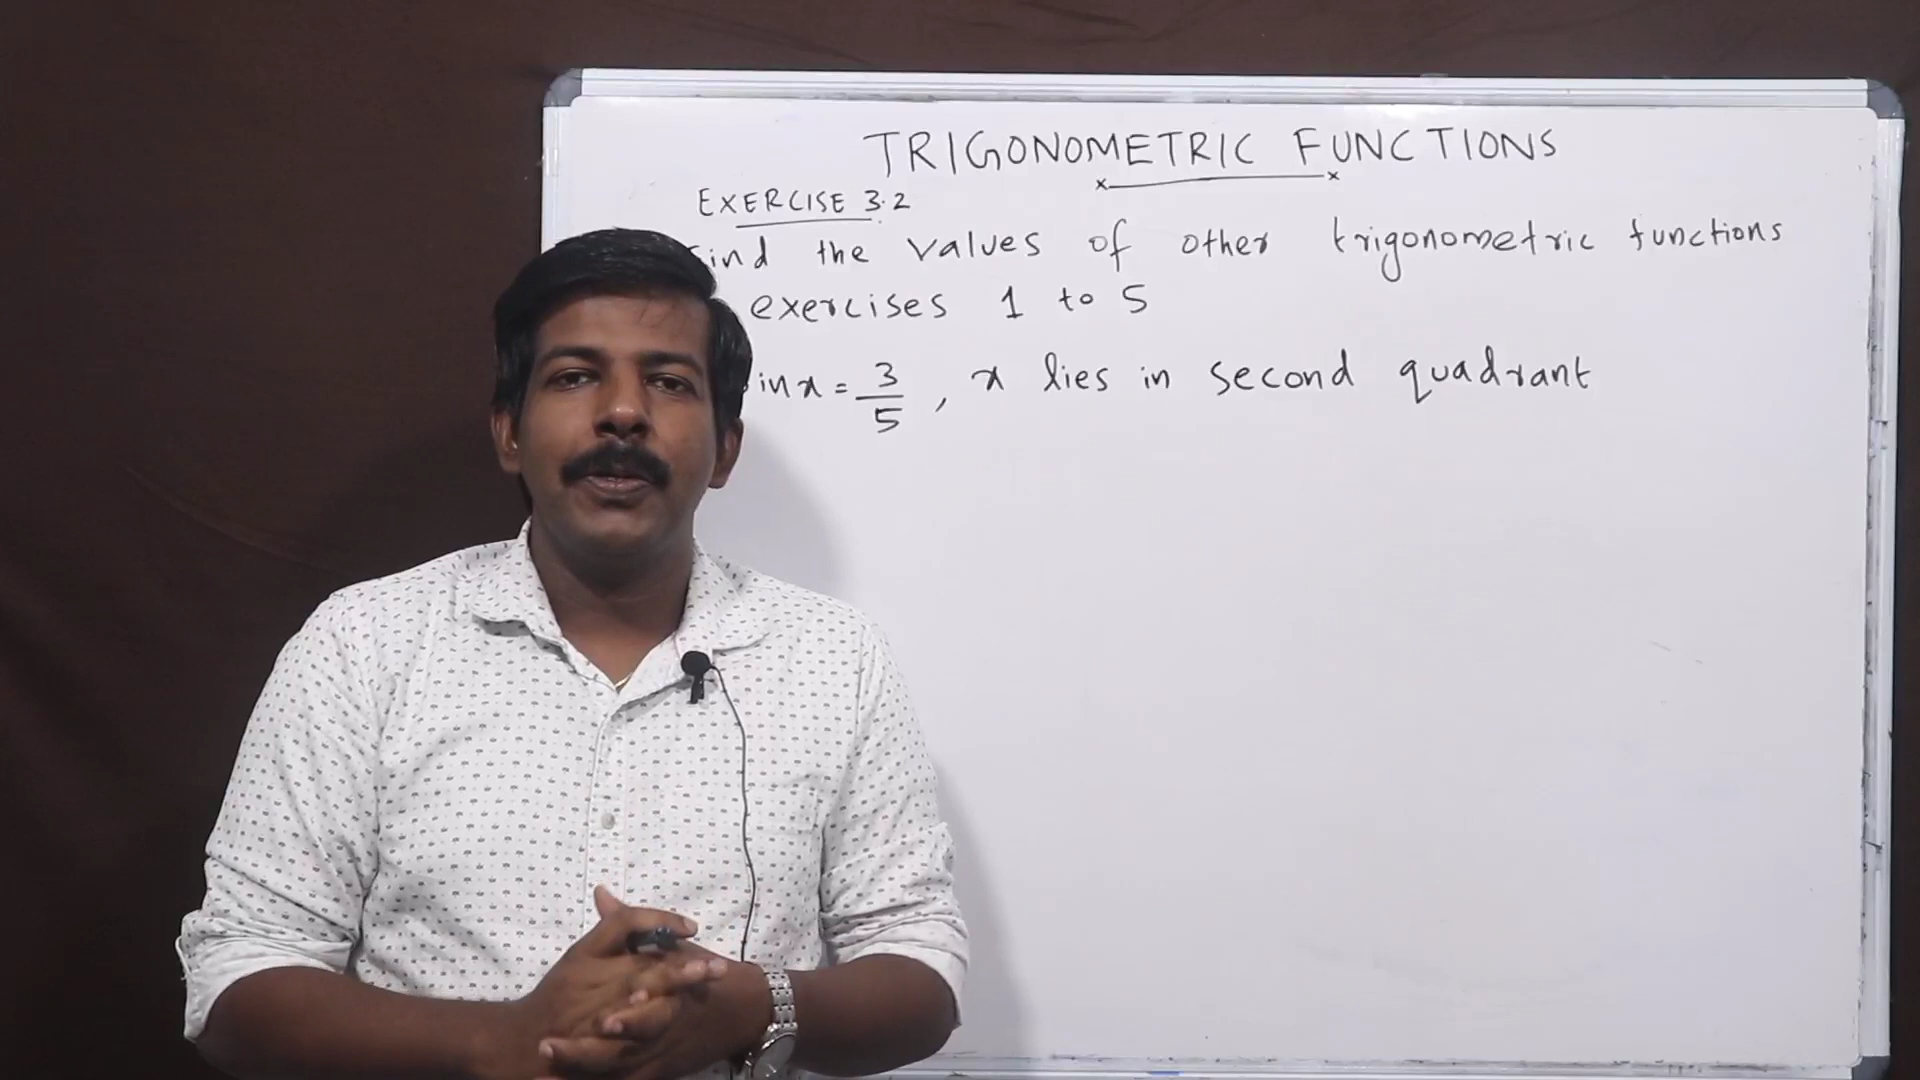 TRIGONOMETRIC FUNCTIONS
EXERCISE 3.2
find the values of other trigonometric functions
exercises 1 to 5
inx = 3/5 , x lies in second quadrant